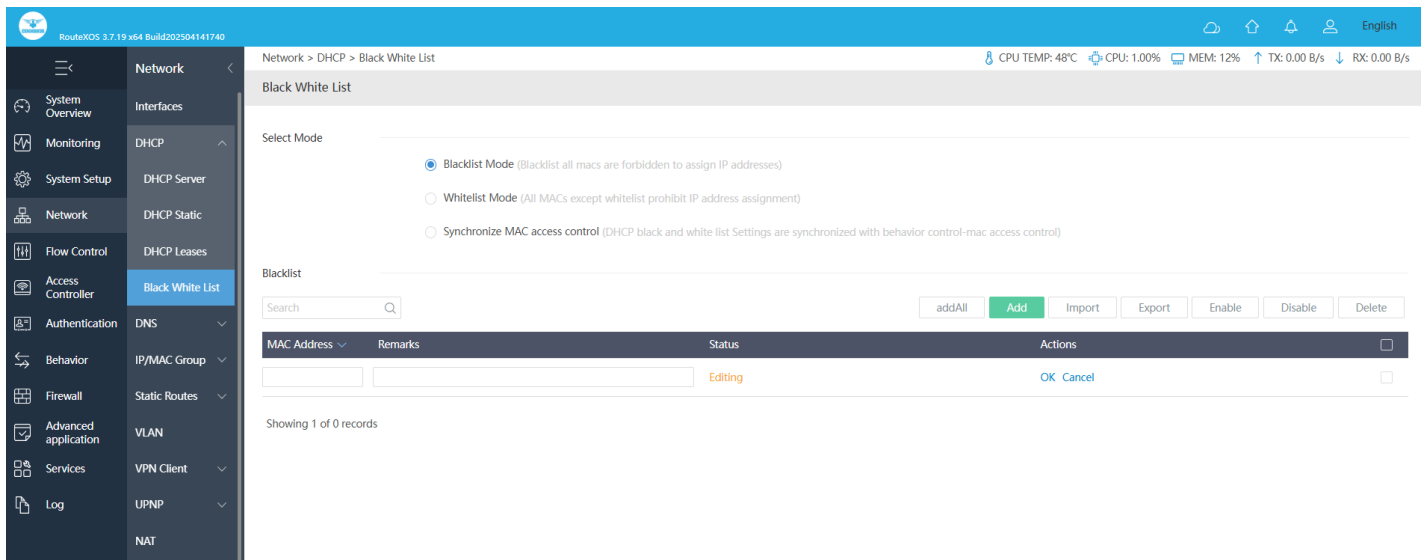 RouteXOS 3.7.19 x64 Build202504141740
English
Network
Network > DHCP > Black White List
CPU TEMP: 48°C CPU: 1.00% MEM: 12% TX: 0.00 B/s RX: 0.00 B/s
Black White List
System
Overview
Monitoring
System Setup
Network
Flow Control
Access
Controller
Authentication
Behavior
Firewall
Advanced
application
Services
Log
Interfaces
DHCP
DHCP Server
DHCP Static
DHCP Leases
Black White List
DNS
IP/MAC Group
Static Routes
VLAN
VPN Client
UPNP
NAT
Select Mode
Blacklist Mode (Blacklist all macs are forbidden to assign IP addresses)
Whitelist Mode (All MACs except whitelist prohibit IP address assignment)
Synchronize MAC access control (DHCP black and white list Settings are synchronized with behavior control-mac access control)
Blacklist
Search
addAll Add Import Export Enable Disable Delete
MAC Address Remarks Status Actions
Editing OK Cancel
Showing 1 of 0 records